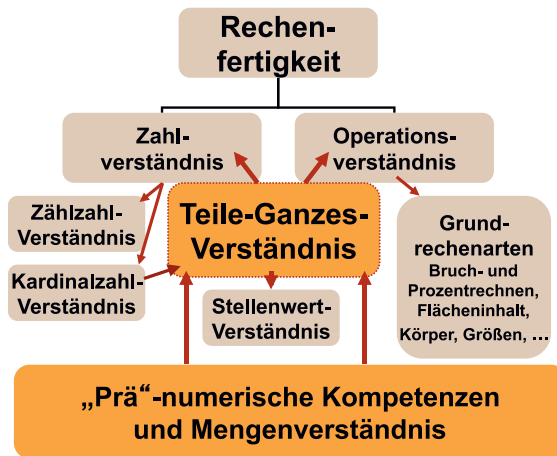 Rechen-
fertigkeit
Zahl-
verständnis
Operations-
verständnis
Teile-Ganzes-
Verständnis
Zählzahl-
Verständnis
Kardinalzahl-
Verständnis
Stellenwert-
Verständnis
Grund-
rechenarten
Bruch- und
Prozentrechnen,
Flächeninhalt,
Körper, Größen, ...
„Prä“-numerische Kompetenzen
und Mengenverständnis